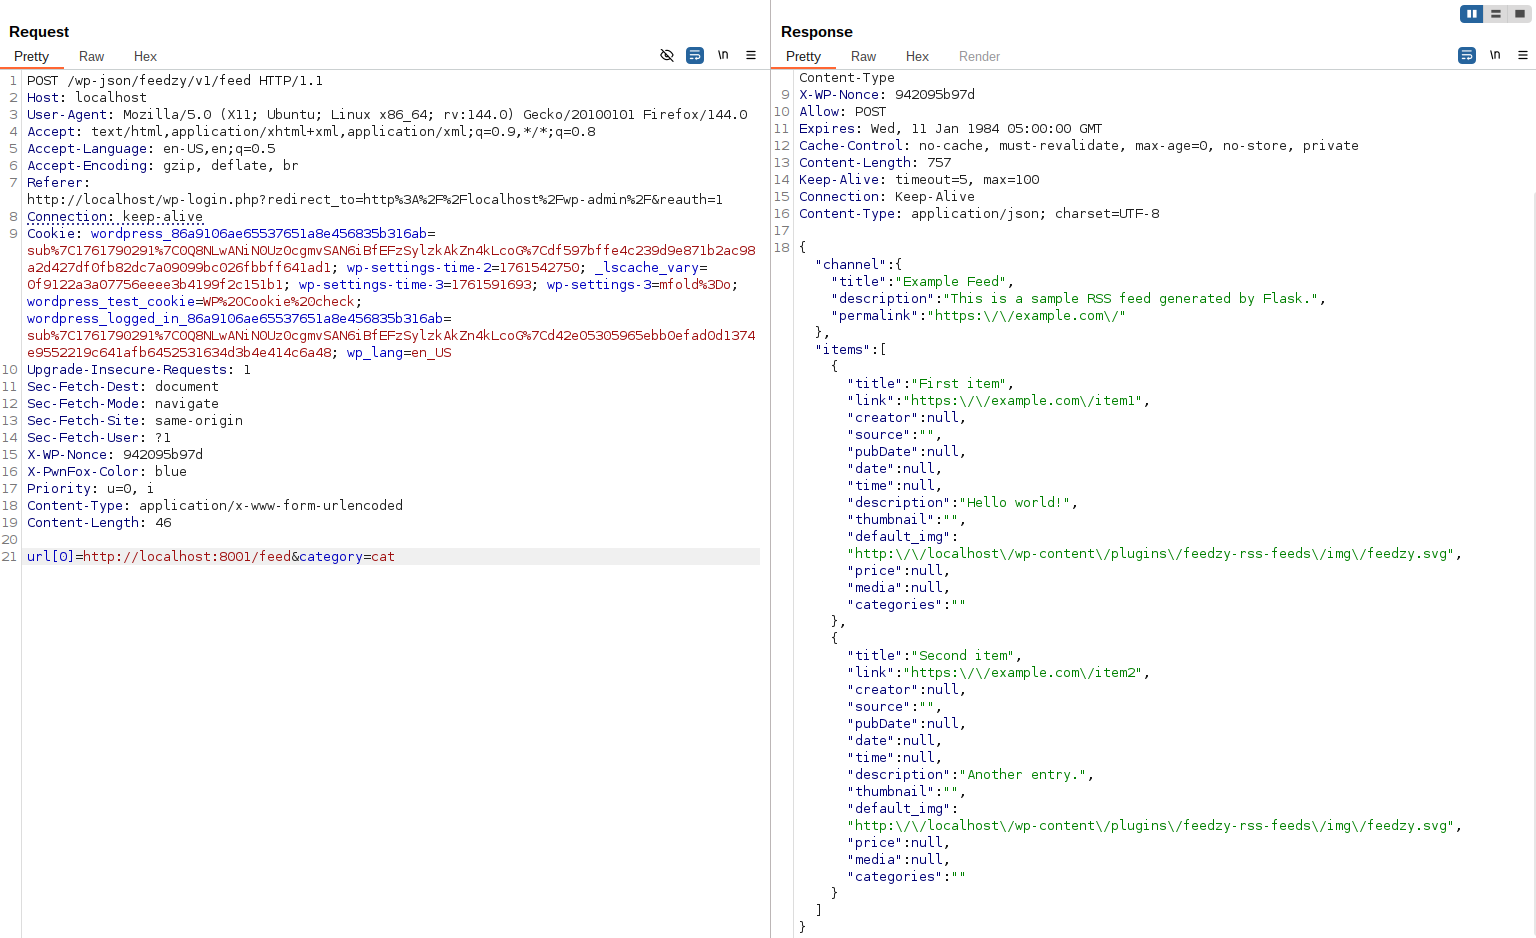 Request
Pretty Raw Hex \n
1 POST /wp-json/feedzy/v1/feed HTTP/1.1
2 Host: localhost
3 User-Agent: Mozilla/5.0 (X11; Ubuntu; Linux x86_64; rv:144.0) Gecko/20100101 Firefox/144.0
4 Accept: text/html,application/xhtml+xml,application/xml;q=0.9,*/*;q=0.8
5 Accept-Language: en-US,en;q=0.5
6 Accept-Encoding: gzip, deflate, br
7 Referer:
http://localhost/wp-login.php?redirect_to=http%3A%2F%2Flocalhost%2Fwp-admin%2F&reauth=1
8 Connection: keep-alive
9 Cookie: wordpress_86a9106ae65537651a8e456835b316ab=
sub%7C1761790291%7C0Q8NLwANiN0Uz0cgmvSAN6iBfEFzSylzkAkZn4kLcoG%7Cdf597bffe4c239d9e871b2ac98
a2d427df0fb82dc7a09099bc026fbbff641ad1; wp-settings-time-2=1761542750; _lscache_vary=
0f9122a3a07756eeee3b4199f2c151b1; wp-settings-time-3=1761591693; wp-settings-3=mfold%3Do;
wordpress_test_cookie=WP%20Cookie%20check;
wordpress_logged_in_86a9106ae65537651a8e456835b316ab=
sub%7C1761790291%7C0Q8NLwANiN0Uz0cgmvSAN6iBfEFzSylzkAkZn4kLcoG%7Cd42e05305965ebb0efad0d1374
e9552219c641afb6452531634d3b4e414c6a48; wp_lang=en_US
10 Upgrade-Insecure-Requests: 1
11 Sec-Fetch-Dest: document
12 Sec-Fetch-Mode: navigate
13 Sec-Fetch-Site: same-origin
14 Sec-Fetch-User: ?1
15 X-WP-Nonce: 942095b97d
16 X-PwnFox-Color: blue
17 Priority: u=0, i
18 Content-Type: application/x-www-form-urlencoded
19 Content-Length: 46
20
21 url[0]=http://localhost:8001/feed&category=cat
Response
Pretty Raw Hex Render \n
Content-Type
9 X-WP-Nonce: 942095b97d
10 Allow: POST
11 Expires: Wed, 11 Jan 1984 05:00:00 GMT
12 Cache-Control: no-cache, must-revalidate, max-age=0, no-store, private
13 Content-Length: 757
14 Keep-Alive: timeout=5, max=100
15 Connection: Keep-Alive
16 Content-Type: application/json; charset=UTF-8
17
18 {
"channel":{
"title":"Example Feed",
"description":"This is a sample RSS feed generated by Flask.",
"permalink":"https:\/\/example.com\/"
},
"items":[
{
"title":"First item",
"link":"https:\/\/example.com\/item1",
"creator":null,
"source":"",
"pubDate":null,
"date":null,
"time":null,
"description":"Hello world!",
"thumbnail":"",
"default_img":
"http:\/\/localhost\/wp-content\/plugins\/feedzy-rss-feeds\/img\/feedzy.svg",
"price":null,
"media":null,
"categories":""
},
{
"title":"Second item",
"link":"https:\/\/example.com\/item2",
"creator":null,
"source":"",
"pubDate":null,
"date":null,
"time":null,
"description":"Another entry.",
"thumbnail":"",
"default_img":
"http:\/\/localhost\/wp-content\/plugins\/feedzy-rss-feeds\/img\/feedzy.svg",
"price":null,
"media":null,
"categories":""
}
]
}